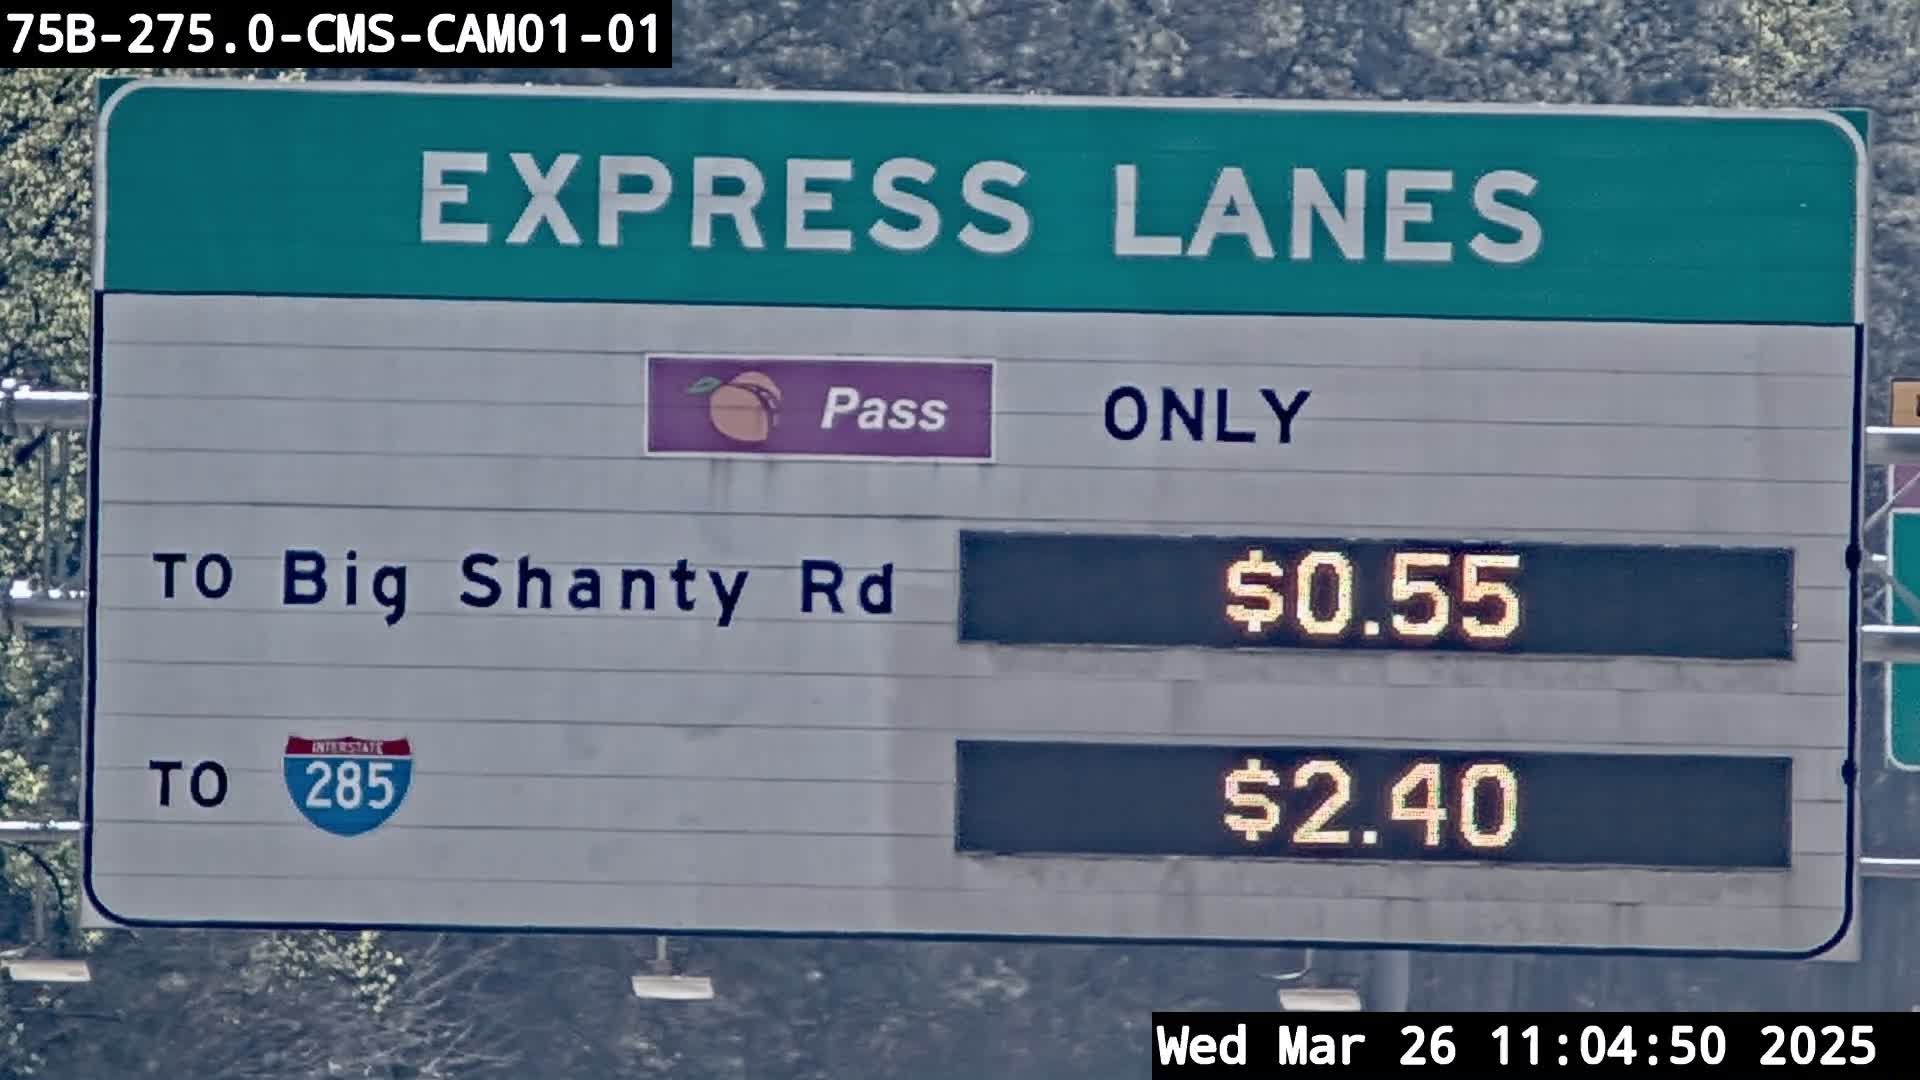 75B-275.0-CMS-CAM01-01
EXPRESS LANES
Pass ONLY
TO Big Shanty Rd $0.55
TO INTERSTATE 285 $2.40
Wed Mar 26 11:04:50 2025